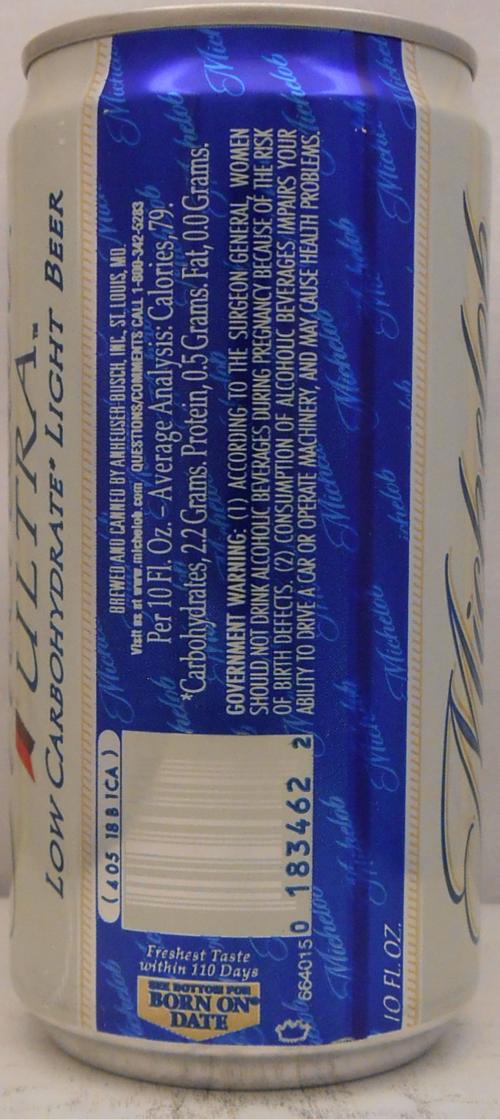 ULTRA™
LOW CARBOHYDRATE* LIGHT BEER
BREWED AND CANNED BY ANHEUSER-BUSCH, INC., ST. LOUIS, MO.
Visit us at www.michelob.com QUESTIONS/COMMENTS CALL 1-800-342-5283
Per 10 Fl. Oz. – Average Analysis: Calories, 79.
*Carbohydrates, 2.2 Grams. Protein, 0.5 Grams. Fat, 0.0 Grams.
GOVERNMENT WARNING: (1) ACCORDING TO THE SURGEON GENERAL, WOMEN
SHOULD NOT DRINK ALCOHOLIC BEVERAGES DURING PREGNANCY BECAUSE OF THE RISK
OF BIRTH DEFECTS. (2) CONSUMPTION OF ALCOHOLIC BEVERAGES IMPAIRS YOUR
ABILITY TO DRIVE A CAR OR OPERATE MACHINERY, AND MAY CAUSE HEALTH PROBLEMS.
(405 18 B 1CA)
0 183462 2
664015
Freshest Taste
within 110 Days
SEE BOTTOM FOR
BORN ON®
DATE
10 FL. OZ.
Michelob